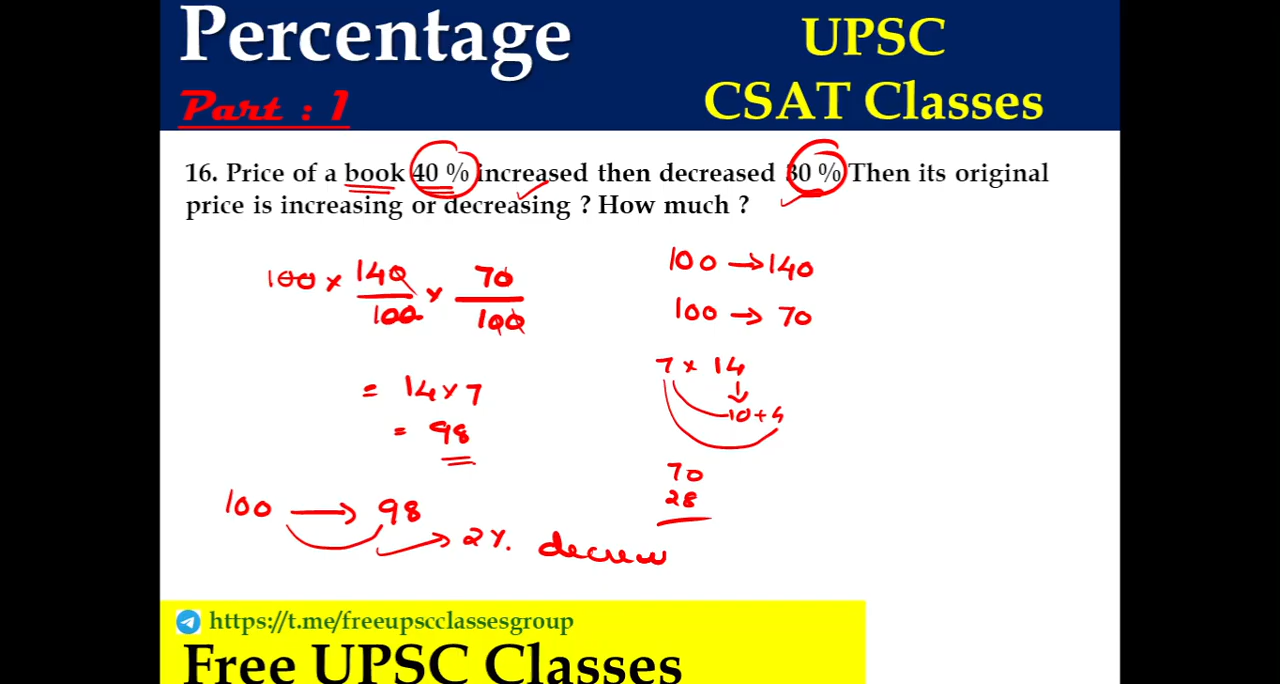 Percentage
Part : 1
UPSC
CSAT Classes
16. Price of a book 40 % increased then decreased 30 % Then its original
price is increasing or decreasing ? How much ?
100 × 140/100 × 70/100
= 14 × 7
= 98
100 → 98
2%.
100 → 140
100 → 70
7 × 14
10 + 4
70
28
https://t.me/freeupscclassesgroup
Free UPSC Classes